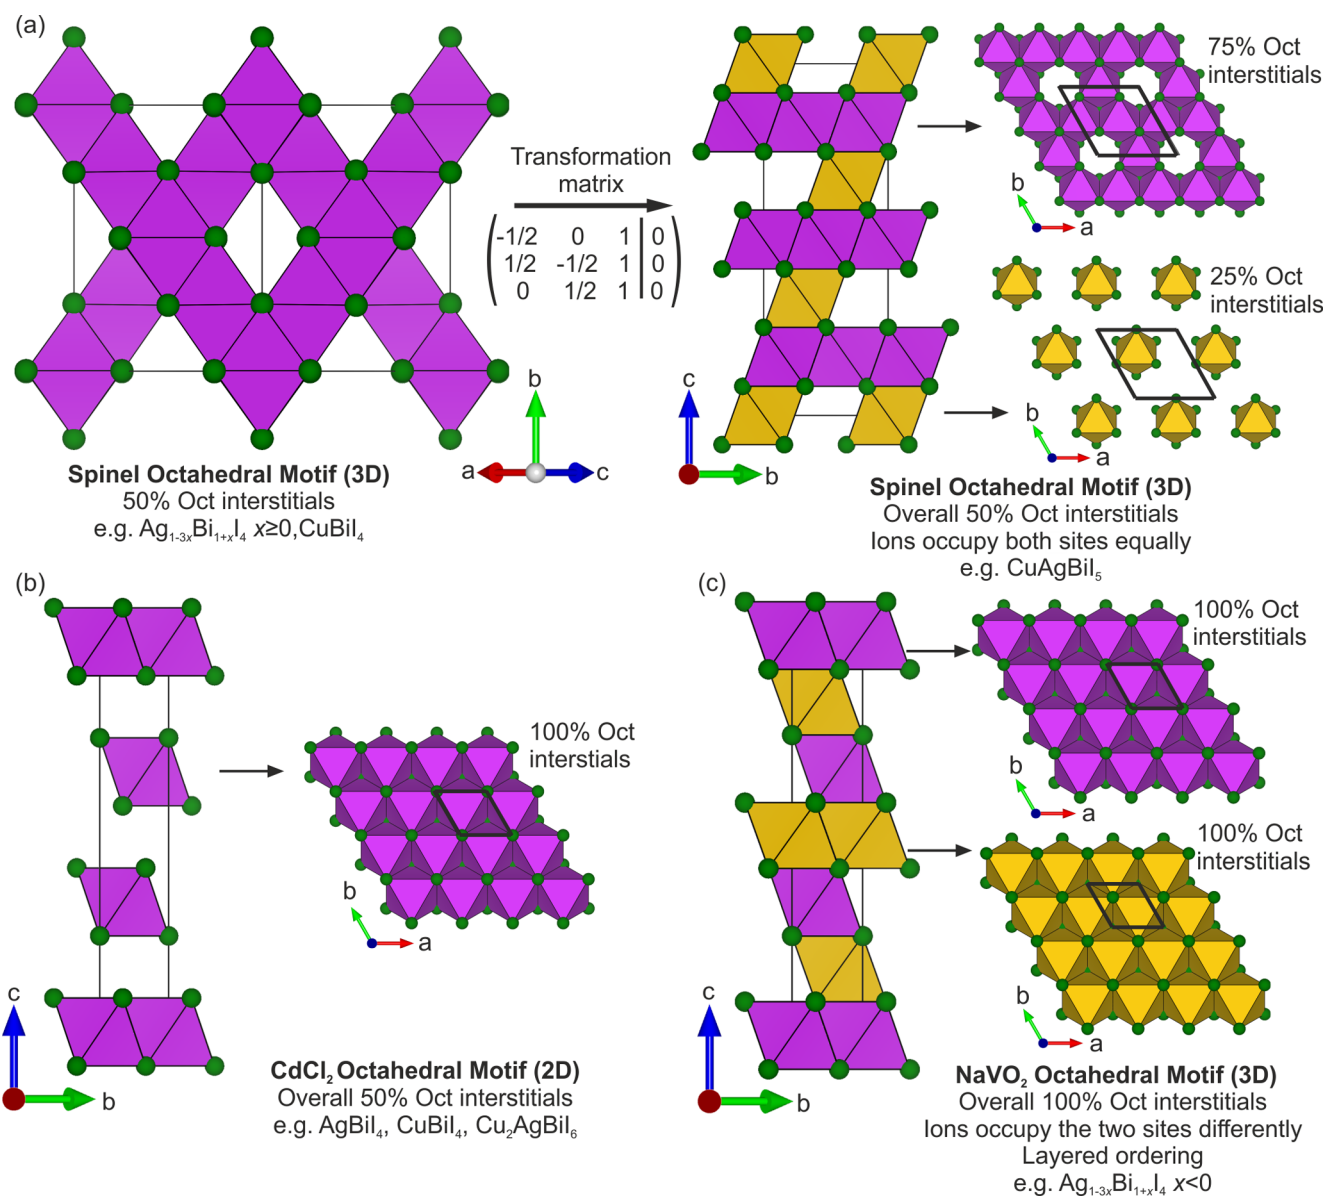 (a)
Transformation
matrix
-1/2 0 1 0
1/2 -1/2 1 0
0 1/2 1 0
b
a
c
Spinel Octahedral Motif (3D)
50% Oct interstitials
e.g. Ag₁₋₃ₓBi₁₊ₓI₄ x≥0,CuBiI₄
c
b
75% Oct
interstitials
b
a
25% Oct
interstitials
b
a
Spinel Octahedral Motif (3D)
Overall 50% Oct interstitials
Ions occupy both sites equally
e.g. CuAgBiI₅
(b)
c
b
100% Oct
interstials
b
a
CdCl₂ Octahedral Motif (2D)
Overall 50% Oct interstitials
e.g. AgBiI₄, CuBiI₄, Cu₂AgBiI₆
(c)
c
b
100% Oct
interstitials
b
a
100% Oct
interstitials
b
a
NaVO₂ Octahedral Motif (3D)
Overall 100% Oct interstitials
Ions occupy the two sites differently
Layered ordering
e.g. Ag₁₋₃ₓBi₁₊ₓI₄ x<0